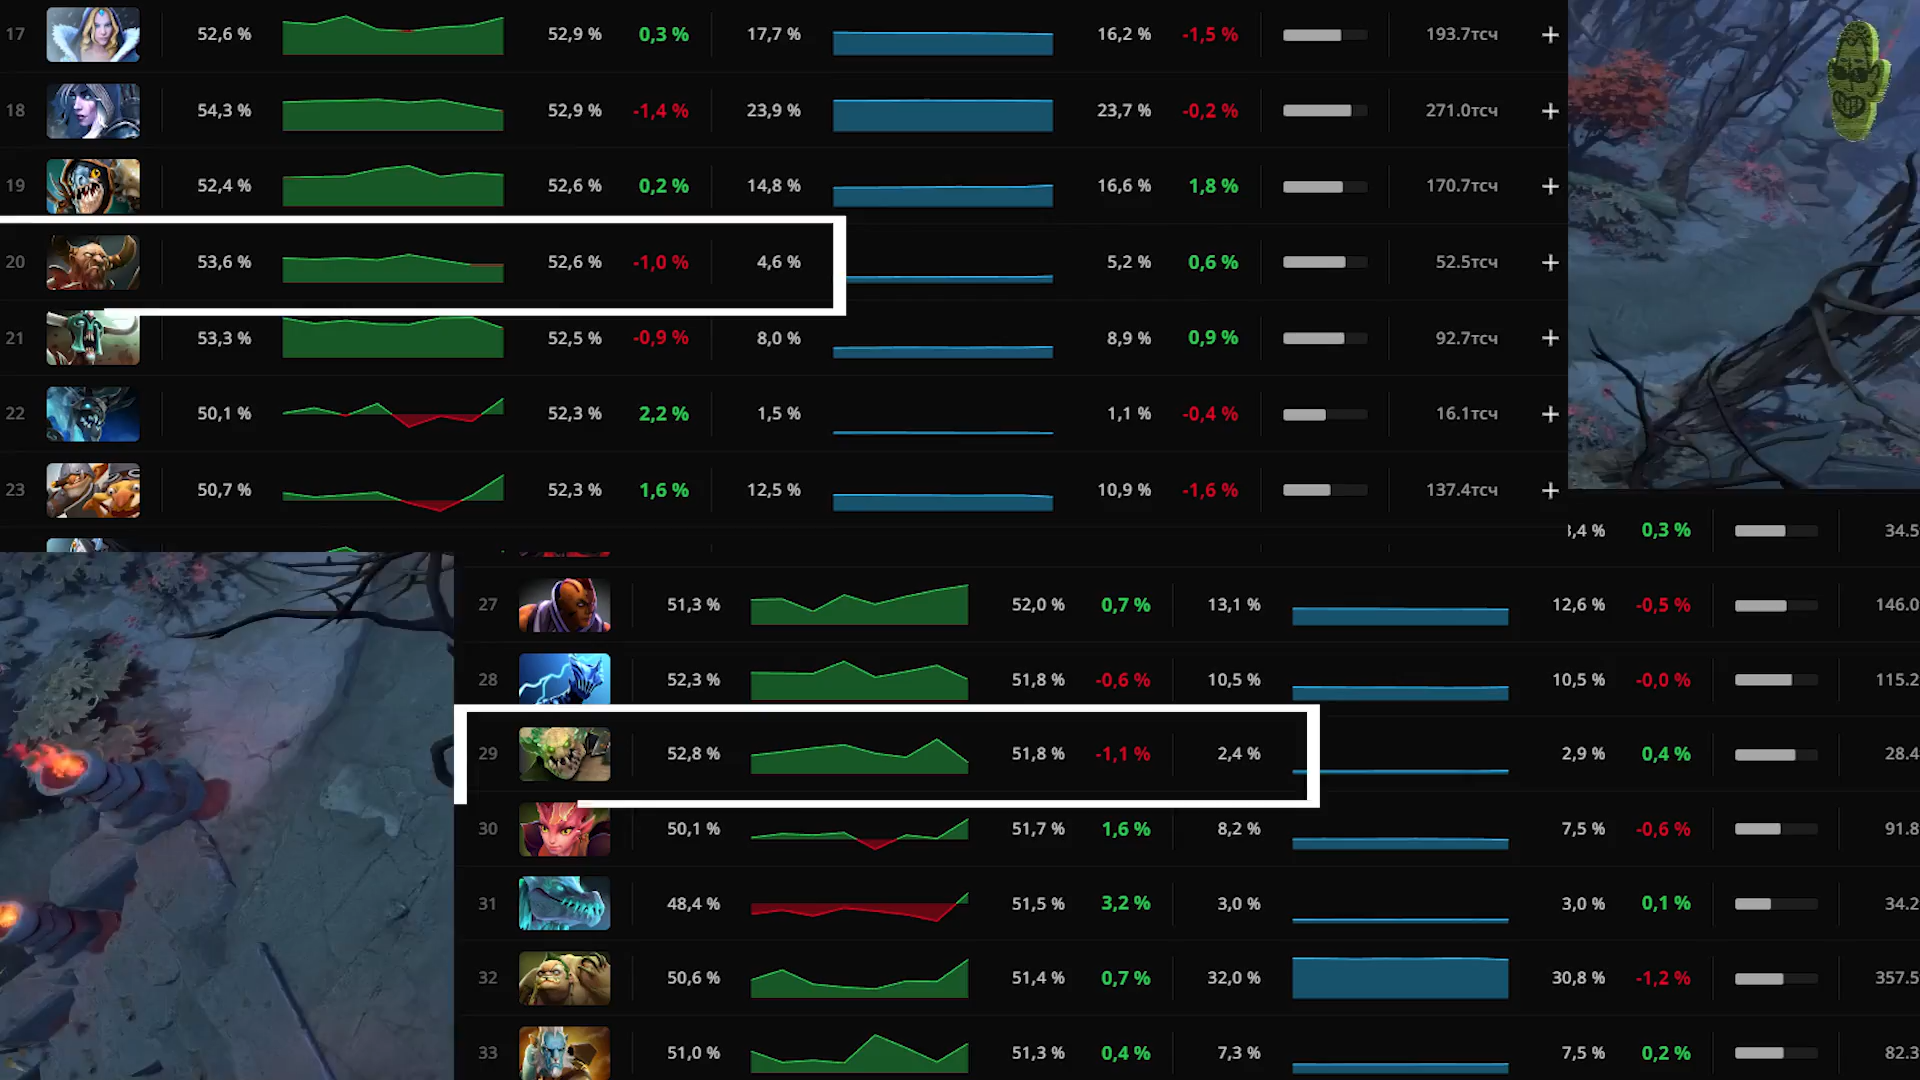 17 52,6 % 52,9 % 0,3 % 17,7 % 16,2 % -1,5 % 193.7тсч +
18 54,3 % 52,9 % -1,4 % 23,9 % 23,7 % -0,2 % 271.0тсч +
19 52,4 % 52,6 % 0,2 % 14,8 % 16,6 % 1,8 % 170.7тсч +
20 53,6 % 52,6 % -1,0 % 4,6 % 5,2 % 0,6 % 52.5тсч +
21 53,3 % 52,5 % -0,9 % 8,0 % 8,9 % 0,9 % 92.7тсч +
22 50,1 % 52,3 % 2,2 % 1,5 % 1,1 % -0,4 % 16.1тсч +
23 50,7 % 52,3 % 1,6 % 12,5 % 10,9 % -1,6 % 137.4тсч +
,4 % 0,3 % 34.5
27 51,3 % 52,0 % 0,7 % 13,1 % 12,6 % -0,5 % 146.0
28 52,3 % 51,8 % -0,6 % 10,5 % 10,5 % -0,0 % 115.2
29 52,8 % 51,8 % -1,1 % 2,4 % 2,9 % 0,4 % 28.4
30 50,1 % 51,7 % 1,6 % 8,2 % 7,5 % -0,6 % 91.8
31 48,4 % 51,5 % 3,2 % 3,0 % 3,0 % 0,1 % 34.2
32 50,6 % 51,4 % 0,7 % 32,0 % 30,8 % -1,2 % 357.5
33 51,0 % 51,3 % 0,4 % 7,3 % 7,5 % 0,2 % 82.3